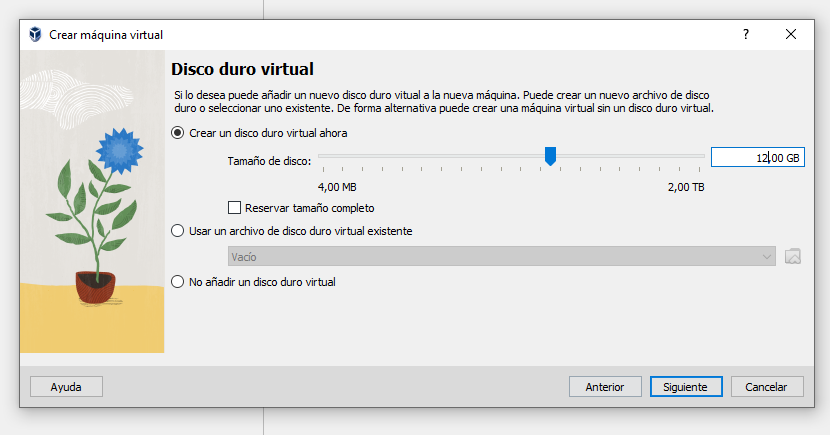 Crear máquina virtual
?
Disco duro virtual
Si lo desea puede añadir un nuevo disco duro vitual a la nueva máquina. Puede crear un nuevo archivo de disco
duro o seleccionar uno existente. De forma alternativa puede crear una máquina virtual sin un disco duro virtual.
Crear un disco duro virtual ahora
Tamaño de disco:
12,00 GB
4,00 MB
2,00 TB
Reservar tamaño completo
Usar un archivo de disco duro virtual existente
Vacío
No añadir un disco duro virtual
Ayuda
Anterior
Siguiente
Cancelar